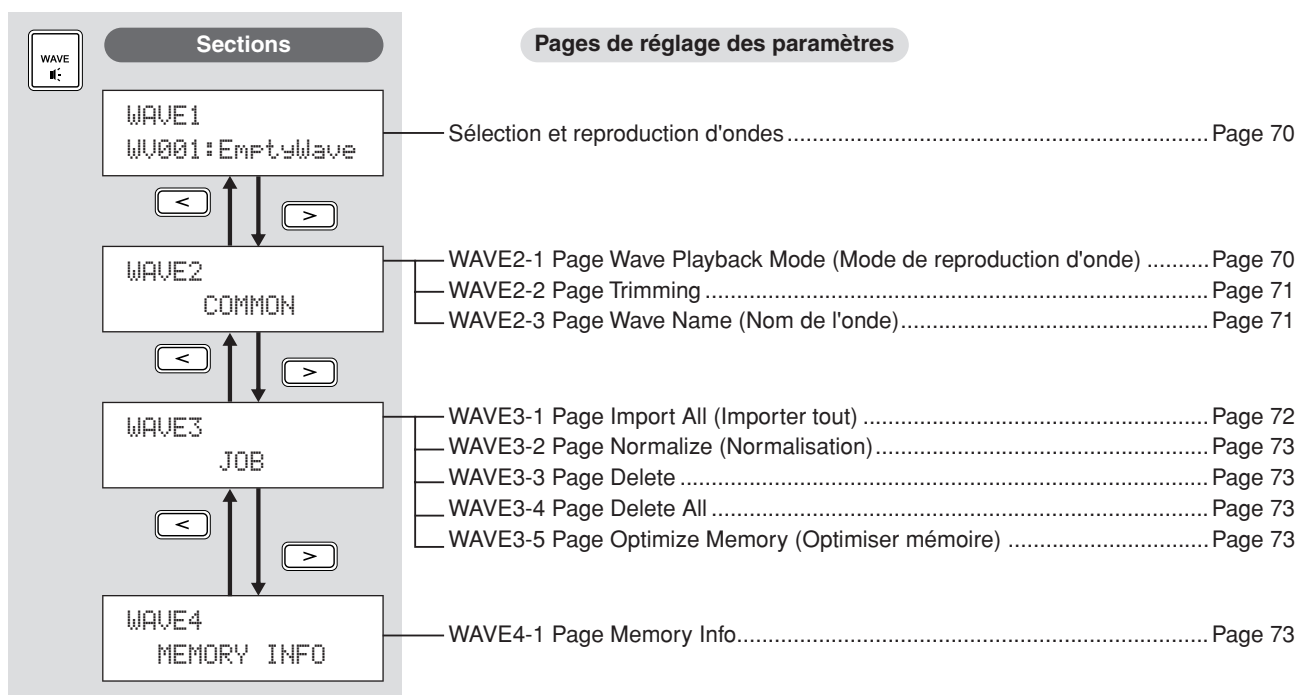 WAVE
Sections
Pages de réglage des paramètres
WAVE1
WV001:EmptyWave
Sélection et reproduction d'ondes........................................................................Page 70
<
>
WAVE2
COMMON
WAVE2-1 Page Wave Playback Mode (Mode de reproduction d'onde) ..........Page 70
WAVE2-2 Page Trimming......................................................................................Page 71
WAVE2-3 Page Wave Name (Nom de l'onde).....................................................Page 71
<
>
WAVE3
JOB
WAVE3-1 Page Import All (Importer tout) ......................................................Page 72
WAVE3-2 Page Normalize (Normalisation).........................................................Page 73
WAVE3-3 Page Delete..........................................................................................Page 73
WAVE3-4 Page Delete All.....................................................................................Page 73
WAVE3-5 Page Optimize Memory (Optimiser mémoire) .................................Page 73
<
>
WAVE4
MEMORY INFO
WAVE4-1 Page Memory Info.................................................................................Page 73